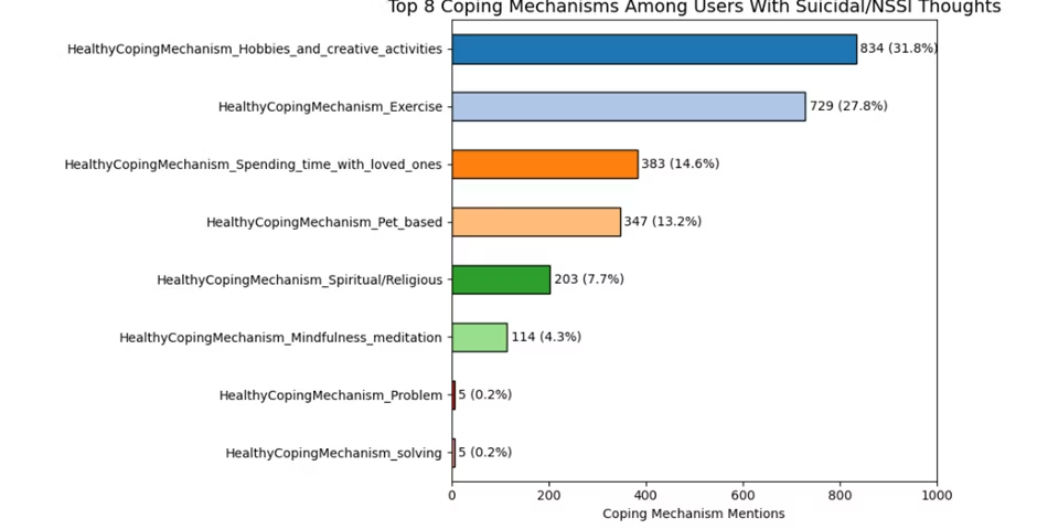 Top 8 Coping Mechanisms Among Users With Suicidal/NSSI Thoughts
HealthyCopingMechanism_Hobbies_and_creative_activities 834 (31.8%)
HealthyCopingMechanism_Exercise 729 (27.8%)
HealthyCopingMechanism_Spending_time_with_loved_ones 383 (14.6%)
HealthyCopingMechanism_Pet_based 347 (13.2%)
HealthyCopingMechanism_Spiritual/Religious 203 (7.7%)
HealthyCopingMechanism_Mindfulness_meditation 114 (4.3%)
HealthyCopingMechanism_Problem 5 (0.2%)
HealthyCopingMechanism_solving 5 (0.2%)
0 200 400 600 800 1000
Coping Mechanism Mentions